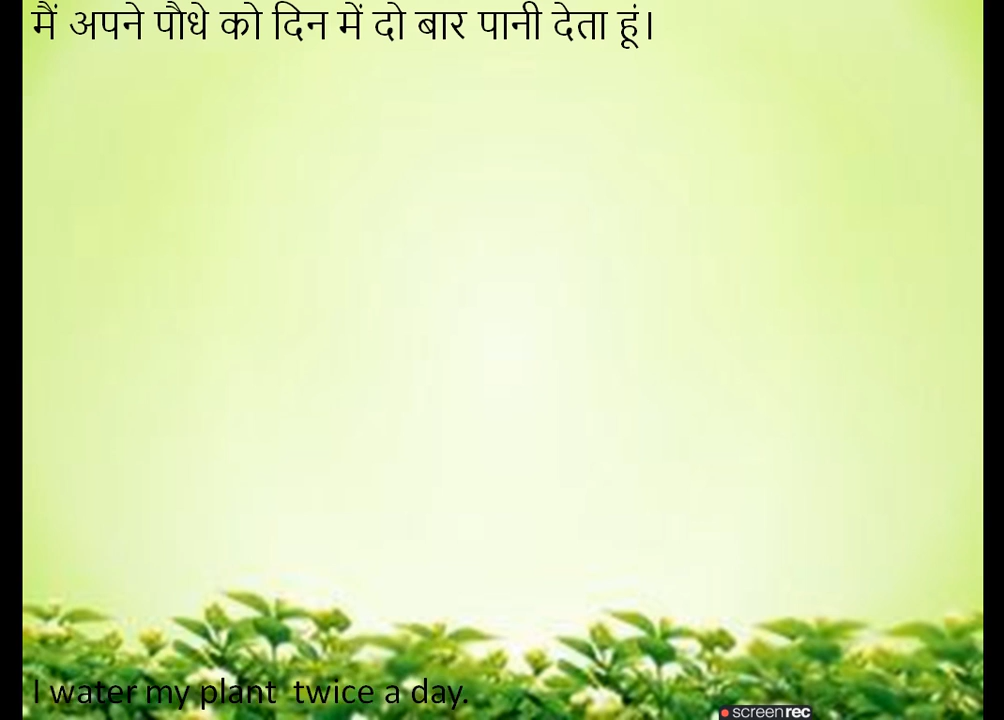 मैं अपने पौधे को दिन में दो बार पानी देता हूं।
I water my plant  twice a day.
screenrec